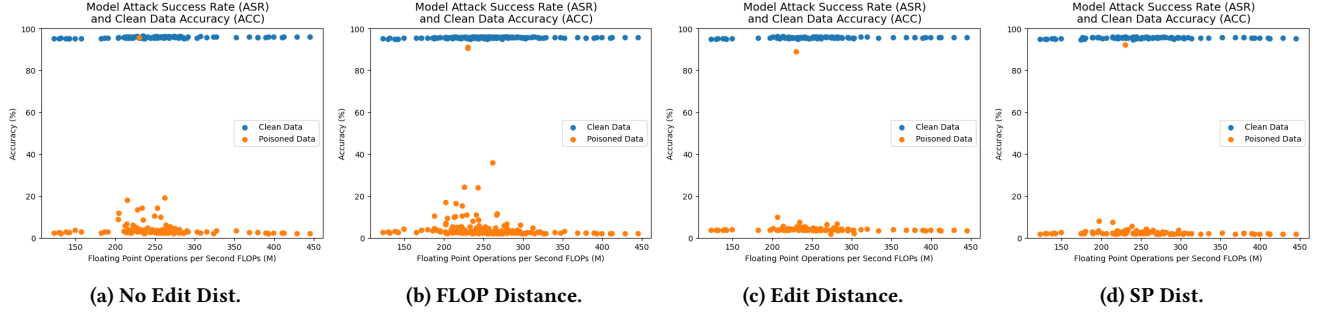 Model Attack Success Rate (ASR)
and Clean Data Accuracy (ACC)
100
80
60
40
20
0
Accuracy (%)
Clean Data
Poisoned Data
150
200
250
300
350
400
450
Floating Point Operations per Second FLOPs (M)
(a) No Edit Dist.
Model Attack Success Rate (ASR)
and Clean Data Accuracy (ACC)
100
80
60
40
20
0
Accuracy (%)
Clean Data
Poisoned Data
150
200
250
300
350
400
450
Floating Point Operations per Second FLOPs (M)
(b) FLOP Distance.
Model Attack Success Rate (ASR)
and Clean Data Accuracy (ACC)
100
80
60
40
20
0
Accuracy (%)
Clean Data
Poisoned Data
150
200
250
300
350
400
450
Floating Point Operations per Second FLOPs (M)
(c) Edit Distance.
Model Attack Success Rate (ASR)
and Clean Data Accuracy (ACC)
100
80
60
40
20
0
Accuracy (%)
Clean Data
Poisoned Data
150
200
250
300
350
400
450
Floating Point Operations per Second FLOPs (M)
(d) SP Dist.